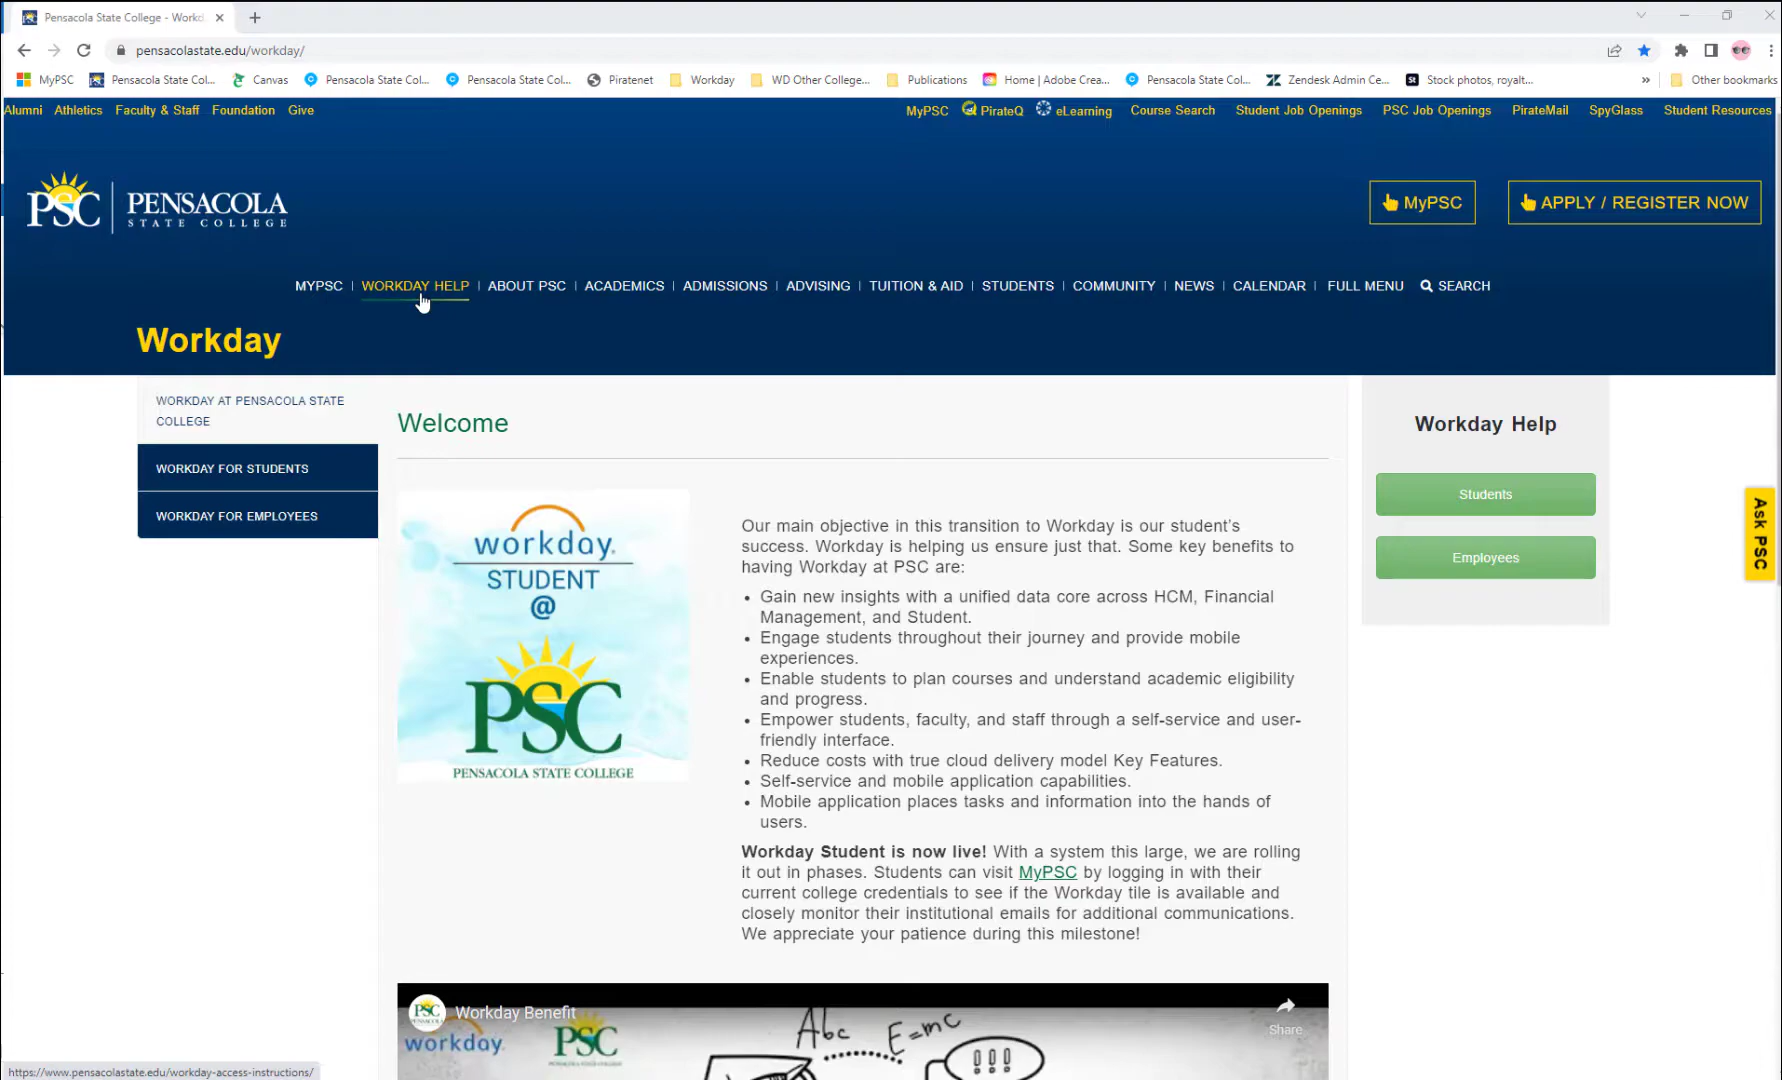 Pensacola State College - Workd
pensacolastate.edu/workday/
MyPSC
Pensacola State Col...
Canvas
Pensacola State Col...
Pensacola State Col...
Piratenet
Workday
WD Other College...
Publications
Home | Adobe Crea...
Pensacola State Col...
Zendesk Admin Ce...
St
Stock photos, royalt...
»
Other bookmarks
Alumni
Athletics
Faculty & Staff
Foundation
Give
MyPSC
PirateQ
eLearning
Course Search
Student Job Openings
PSC Job Openings
PirateMail
SpyGlass
Student Resources
PSC
PENSACOLA
STATE COLLEGE
MyPSC
APPLY / REGISTER NOW
MYPSC | WORKDAY HELP | ABOUT PSC | ACADEMICS | ADMISSIONS | ADVISING | TUITION & AID | STUDENTS | COMMUNITY | NEWS | CALENDAR | FULL MENU
SEARCH
Workday
WORKDAY AT PENSACOLA STATE
COLLEGE
WORKDAY FOR STUDENTS
WORKDAY FOR EMPLOYEES
Welcome
workday.
STUDENT
@
PSC
PENSACOLA STATE COLLEGE
Our main objective in this transition to Workday is our student's
success. Workday is helping us ensure just that. Some key benefits to
having Workday at PSC are:
• Gain new insights with a unified data core across HCM, Financial
Management, and Student.
• Engage students throughout their journey and provide mobile
experiences.
• Enable students to plan courses and understand academic eligibility
and progress.
• Empower students, faculty, and staff through a self-service and user-
friendly interface.
• Reduce costs with true cloud delivery model Key Features.
• Self-service and mobile application capabilities.
• Mobile application places tasks and information into the hands of
users.
Workday Student is now live! With a system this large, we are rolling
it out in phases. Students can visit MyPSC by logging in with their
current college credentials to see if the Workday tile is available and
closely monitor their institutional emails for additional communications.
We appreciate your patience during this milestone!
Workday Help
Students
Employees
Ask PSC
PSC
Workday Benefit
Share
workday.
PSC
Abc
E=mc
!!!
https://www.pensacolastate.edu/workday-access-instructions/